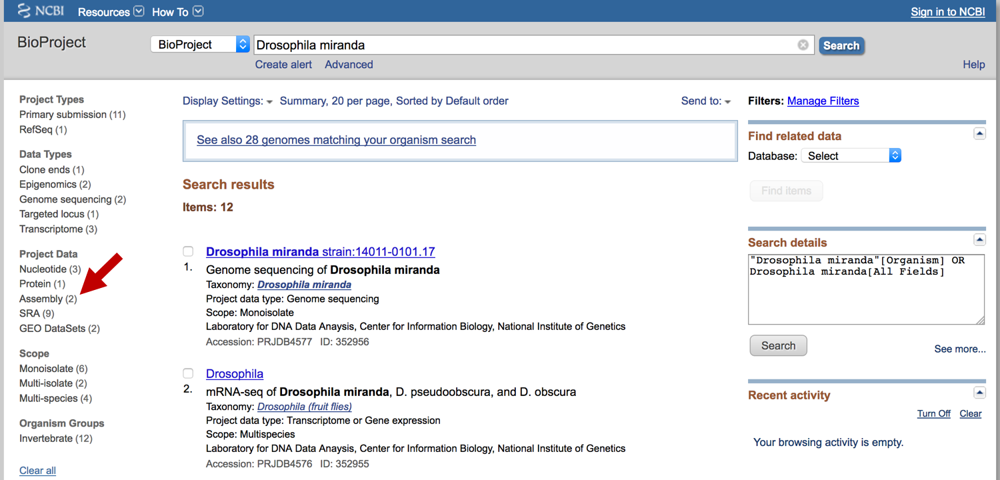 NCBI Resources How To Sign in to NCBI
BioProject BioProject Drosophila miranda Search
Create alert Advanced Help
Project Types
Primary submission (11)
RefSeq (1)
Data Types
Clone ends (1)
Epigenomics (2)
Genome sequencing (2)
Targeted locus (1)
Transcriptome (3)
Project Data
Nucleotide (3)
Protein (1)
Assembly (2)
SRA (9)
GEO DataSets (2)
Scope
Monoisolate (6)
Multi-isolate (2)
Multi-species (4)
Organism Groups
Invertebrate (12)
Clear all
Display Settings: Summary, 20 per page, Sorted by Default order Send to:
See also 28 genomes matching your organism search
Search results
Items: 12
Drosophila miranda strain:14011-0101.17
1. Genome sequencing of Drosophila miranda
Taxonomy: Drosophila miranda
Project data type: Genome sequencing
Scope: Monoisolate
Laboratory for DNA Data Anaysis, Center for Information Biology, National Institute of Genetics
Accession: PRJDB4577 ID: 352956
Drosophila
2. mRNA-seq of Drosophila miranda, D. pseudoobscura, and D. obscura
Taxonomy: Drosophila (fruit flies)
Project data type: Transcriptome or Gene expression
Scope: Multispecies
Laboratory for DNA Data Anaysis, Center for Information Biology, National Institute of Genetics
Accession: PRJDB4576 ID: 352955
Filters: Manage Filters
Find related data
Database: Select
Find items
Search details
"Drosophila miranda"[Organism] OR
Drosophila miranda[All Fields]
Search See more...
Recent activity
Turn Off Clear
Your browsing activity is empty.